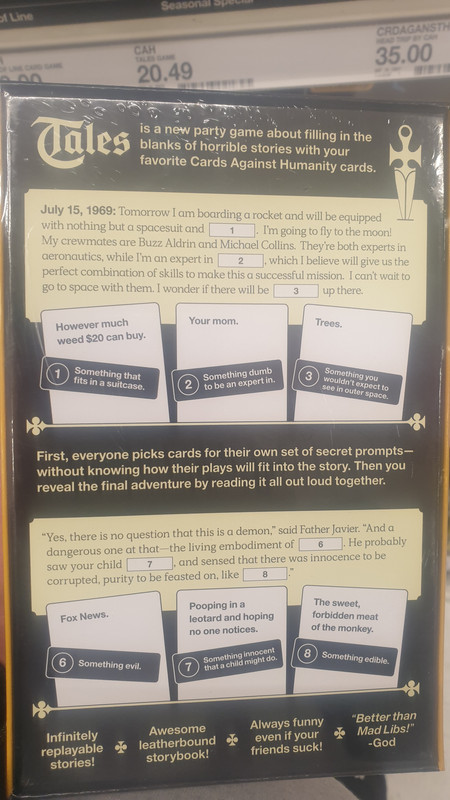 of Line
Seasonal Special
OF LINE CARD GAME
CAH
TALES GAME
20.49
CRDAGANSTH
HEAD TRIP BY CAH
35.00
Tales
is a new party game about filling in the
blanks of horrible stories with your
favorite Cards Against Humanity cards.
July 15, 1969: Tomorrow I am boarding a rocket and will be equipped
with nothing but a spacesuit and 1 . I'm going to fly to the moon!
My crewmates are Buzz Aldrin and Michael Collins. They're both experts in
aeronautics, while I'm an expert in 2 , which I believe will give us the
perfect combination of skills to make this a successful mission. I can't wait to
go to space with them. I wonder if there will be 3 up there.
However much
weed $20 can buy.
1 Something that
fits in a suitcase.
Your mom.
2 Something dumb
to be an expert in.
Trees.
3 Something you
wouldn't expect to
see in outer space.
First, everyone picks cards for their own set of secret prompts—
without knowing how their plays will fit into the story. Then you
reveal the final adventure by reading it all out loud together.
"Yes, there is no question that this is a demon," said Father Javier. "And a
dangerous one at that—the living embodiment of 6 . He probably
saw your child 7 , and sensed that there was innocence to be
corrupted, purity to be feasted on, like 8 ."
Fox News.
6 Something evil.
Pooping in a
leotard and hoping
no one notices.
7 Something innocent
that a child might do.
The sweet,
forbidden meat
of the monkey.
8 Something edible.
Infinitely
replayable
stories!
Awesome
leatherbound
storybook!
Always funny
even if your
friends suck!
"Better than
Mad Libs!"
-God